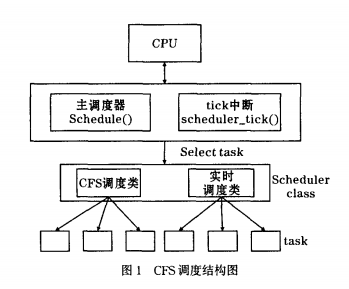 CPU
主调度器
Schedule()
tick中断
scheduler_tick()
Select task
CFS调度类
实时
调度类
Scheduler
class
task
图1 CFS调度结构图